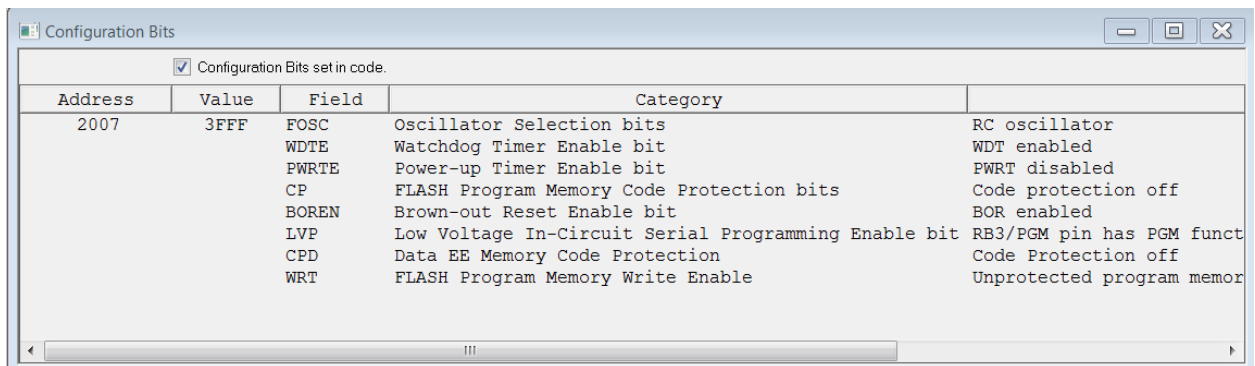 Configuration Bits
Configuration Bits set in code.
Address Value Field Category
2007 3FFF FOSC Oscillator Selection bits RC oscillator
WDTE Watchdog Timer Enable bit WDT enabled
PWRTE Power-up Timer Enable bit PWRT disabled
CP FLASH Program Memory Code Protection bits Code protection off
BOREN Brown-out Reset Enable bit BOR enabled
LVP Low Voltage In-Circuit Serial Programming Enable bit RB3/PGM pin has PGM funct
CPD Data EE Memory Code Protection Code Protection off
WRT FLASH Program Memory Write Enable Unprotected program memor